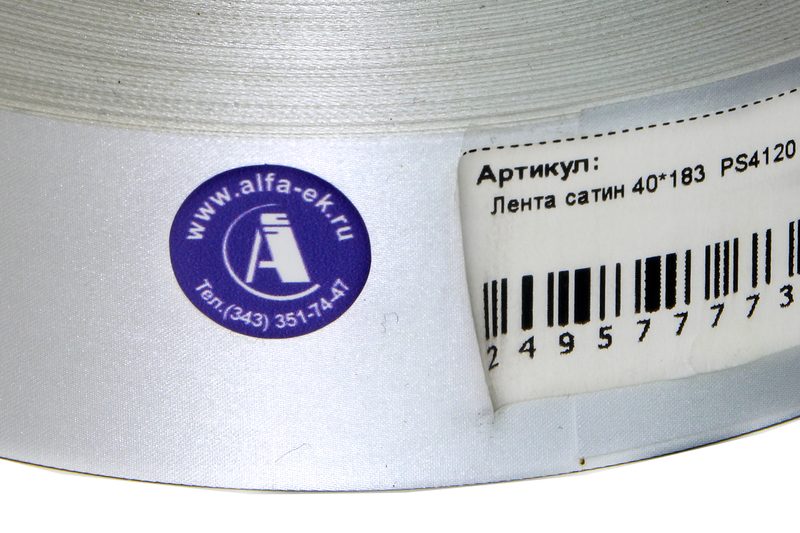 www.alfa-ek.ru
A
Тел.(343) 351-74-47
Артикул:
Лента сатин 40*183 PS4120
2 4 9 5 7 7 7 7 3